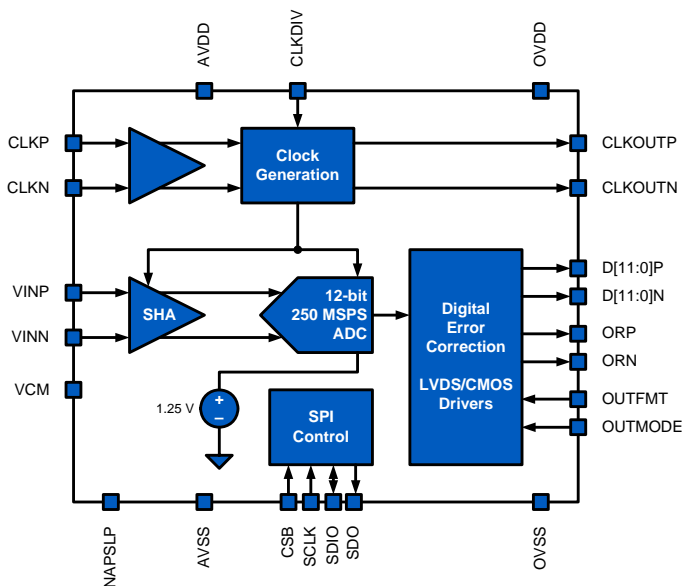 AVDD
CLKDIV
OVDD
CLKP
CLKN
Clock
Generation
CLKOUTP
CLKOUTN
VINP
VINN
SHA
12-bit
250 MSPS
ADC
Digital
Error
Correction
LVDS/CMOS
Drivers
D[11:0]P
D[11:0]N
ORP
ORN
OUTFMT
OUTMODE
VCM
1.25 V
+
–
SPI
Control
NAPSLP
AVSS
CSB
SCLK
SDIO
SDO
OVSS